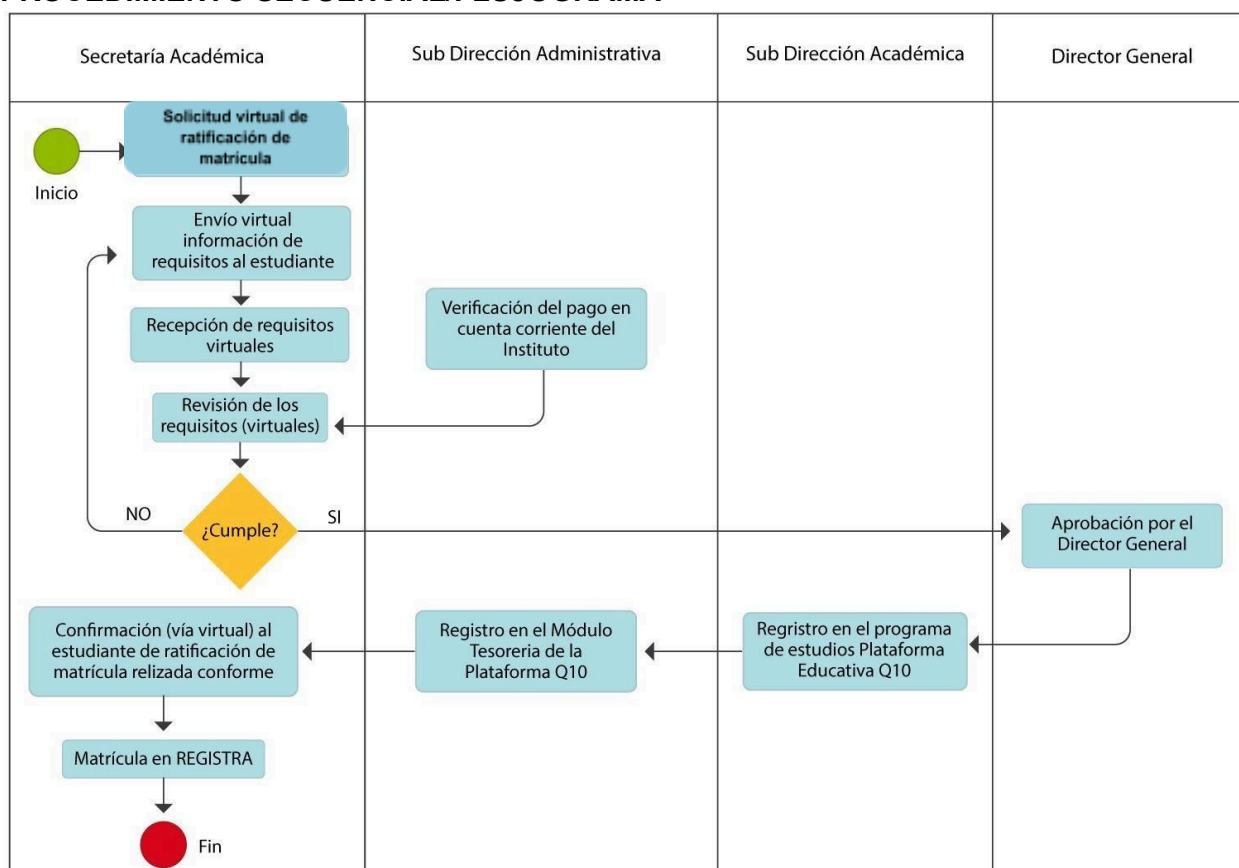 PROCEDIMIENTO SECUENCIAL/FLUJOGRAMA
Secretaría Académica
Sub Dirección Administrativa
Sub Dirección Académica
Director General
Solicitud virtual de
ratificación de
matrícula
Inicio
Envío virtual
información de
requisitos al estudiante
Recepción de requisitos
virtuales
Verificación del pago en
cuenta corriente del
Instituto
Revisión de los
requisitos (virtuales)
NO
¿Cumple?
SI
Aprobación por el
Director General
Confirmación (vía virtual) al
estudiante de ratificación de
matrícula relizada conforme
Registro en el Módulo
Tesoreria de la
Plataforma Q10
Regristro en el programa
de estudios Plataforma
Educativa Q10
Matrícula en REGISTRA
Fin